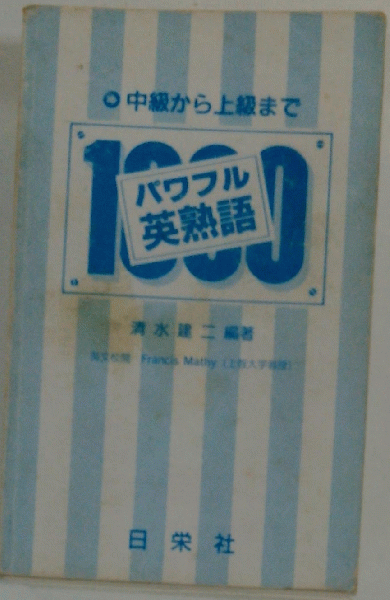 中級から上級まで
1000
パワフル
英熟語
清水建二 編著
英文校閲 Francis Mathy (上智大学教授)
日栄社